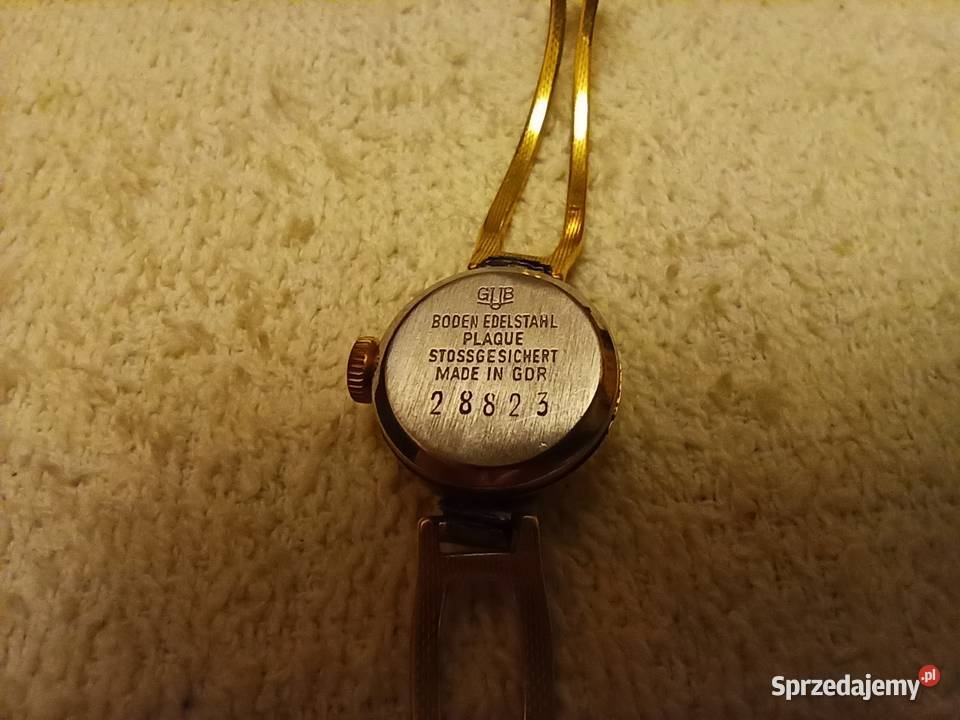 GUB
BODEN EDELSTAHL
PLAQUE
STOSSGESICHERT
MADE IN GDR
28823
Sprzedajemy.pl